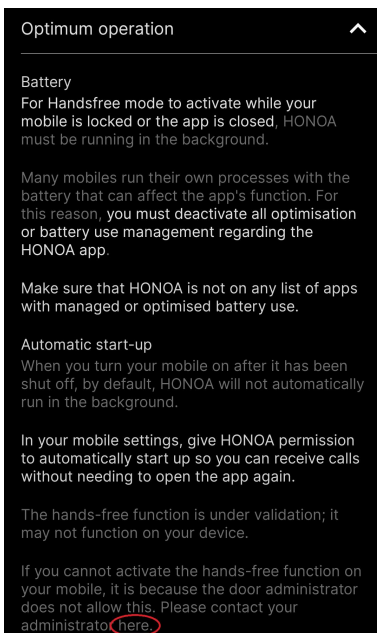 Optimum operation
Battery
For Handsfree mode to activate while your
mobile is locked or the app is closed, HONOA
must be running in the background.
Many mobiles run their own processes with the
battery that can affect the app's function. For
this reason, you must deactivate all optimisation
or battery use management regarding the
HONOA app.
Make sure that HONOA is not on any list of apps
with managed or optimised battery use.
Automatic start-up
When you turn your mobile on after it has been
shut off, by default, HONOA will not automatically
run in the background.
In your mobile settings, give HONOA permission
to automatically start up so you can receive calls
without needing to open the app again.
The hands-free function is under validation; it
may not function on your device.
If you cannot activate the hands-free function on
your mobile, it is because the door administrator
does not allow this. Please contact your
administrator here.